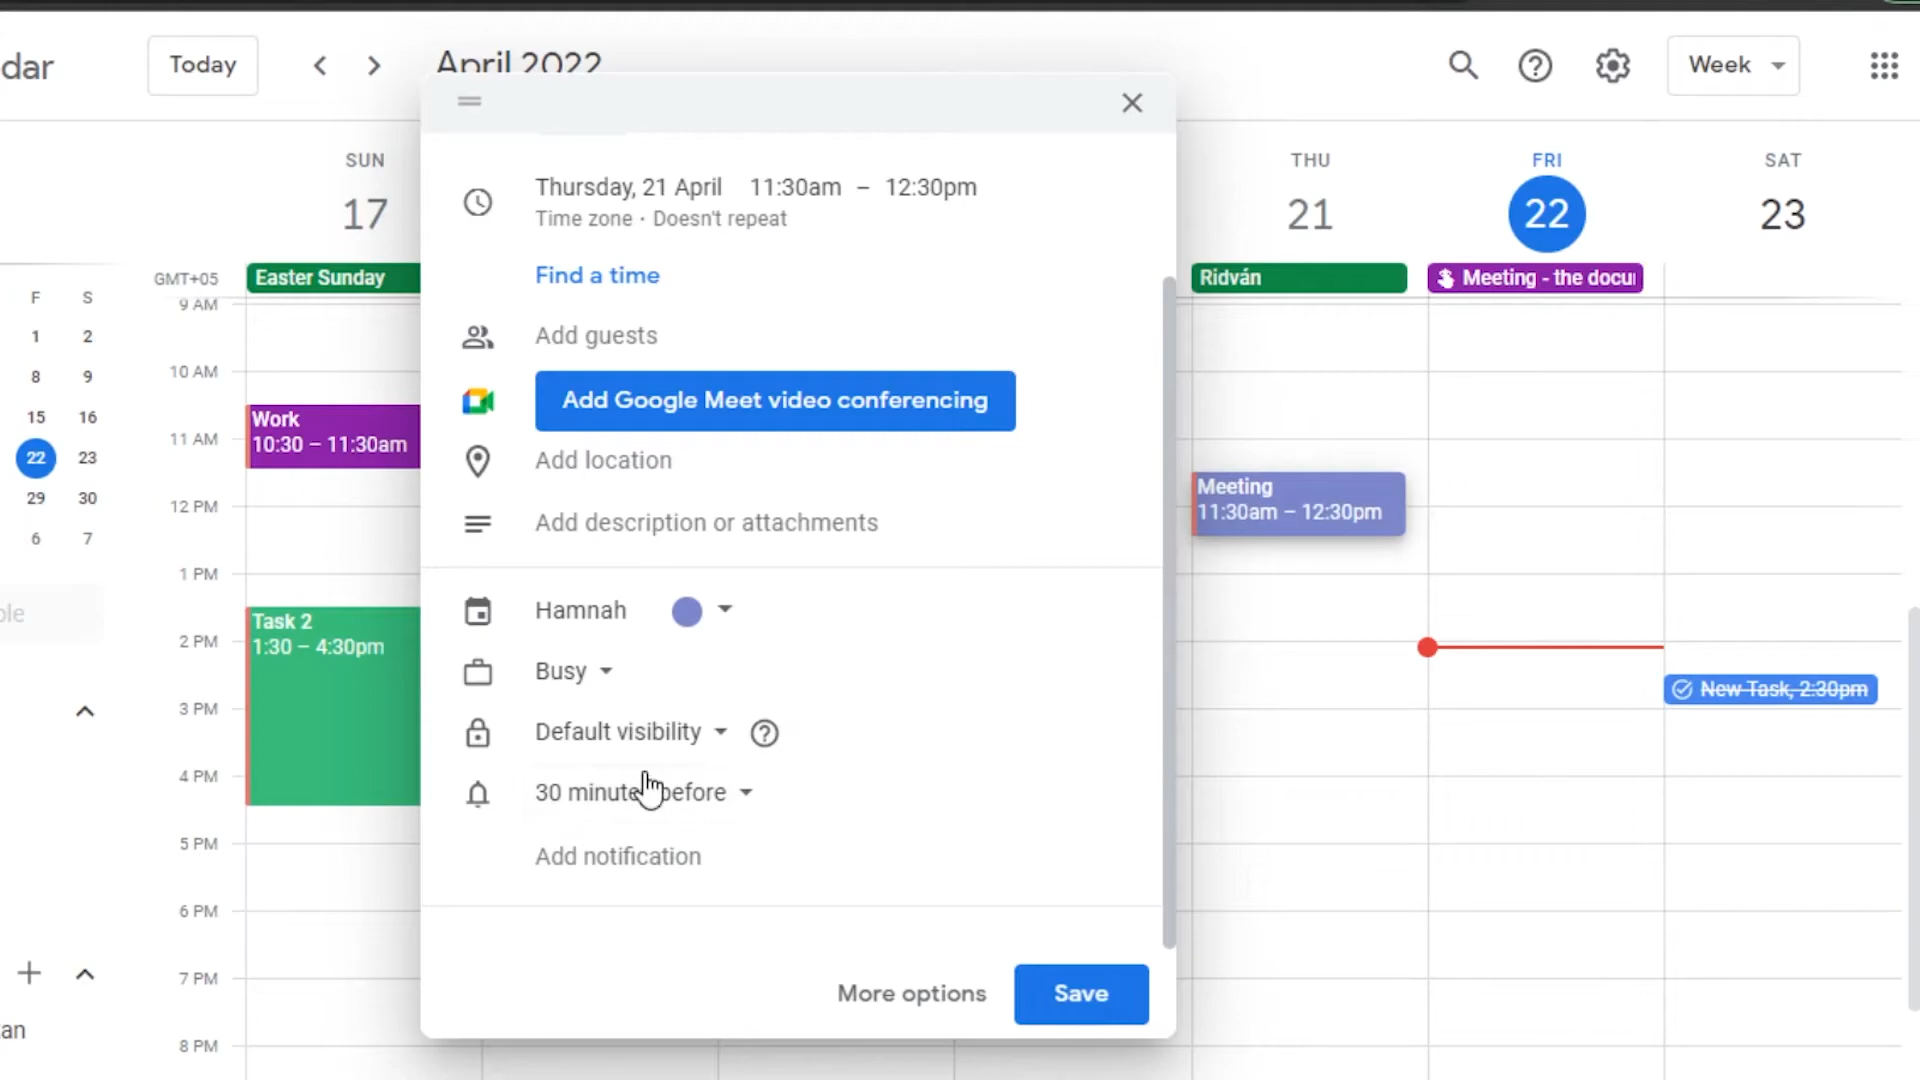 dar
Today
April 2022
Week
SUN
17
THU
21
FRI
22
SAT
23
GMT+05
Easter Sunday
Ridván
Meeting - the docu
F S
1 2
8 9
15 16
22 23
29 30
6 7
9 AM
10 AM
11 AM
12 PM
1 PM
2 PM
3 PM
4 PM
5 PM
6 PM
7 PM
8 PM
Work
10:30 – 11:30am
Task 2
1:30 – 4:30pm
Thursday, 21 April 11:30am – 12:30pm
Time zone · Doesn't repeat
Find a time
Add guests
Add Google Meet video conferencing
Add location
Add description or attachments
Hamnah
Busy
Default visibility
30 minutes before
Add notification
More options
Save
Meeting
11:30am – 12:30pm
New Task, 2:30pm
an